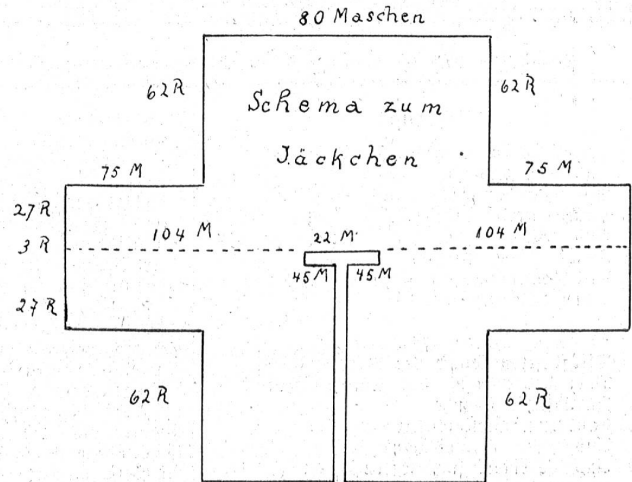 80 Maschen
62 R
62 R
Schema zum
Jäckchen
75 M
75 M
27 R
3 R
104 M
22 M.
104 M
45 M
45 M
27 R
62 R
62 R